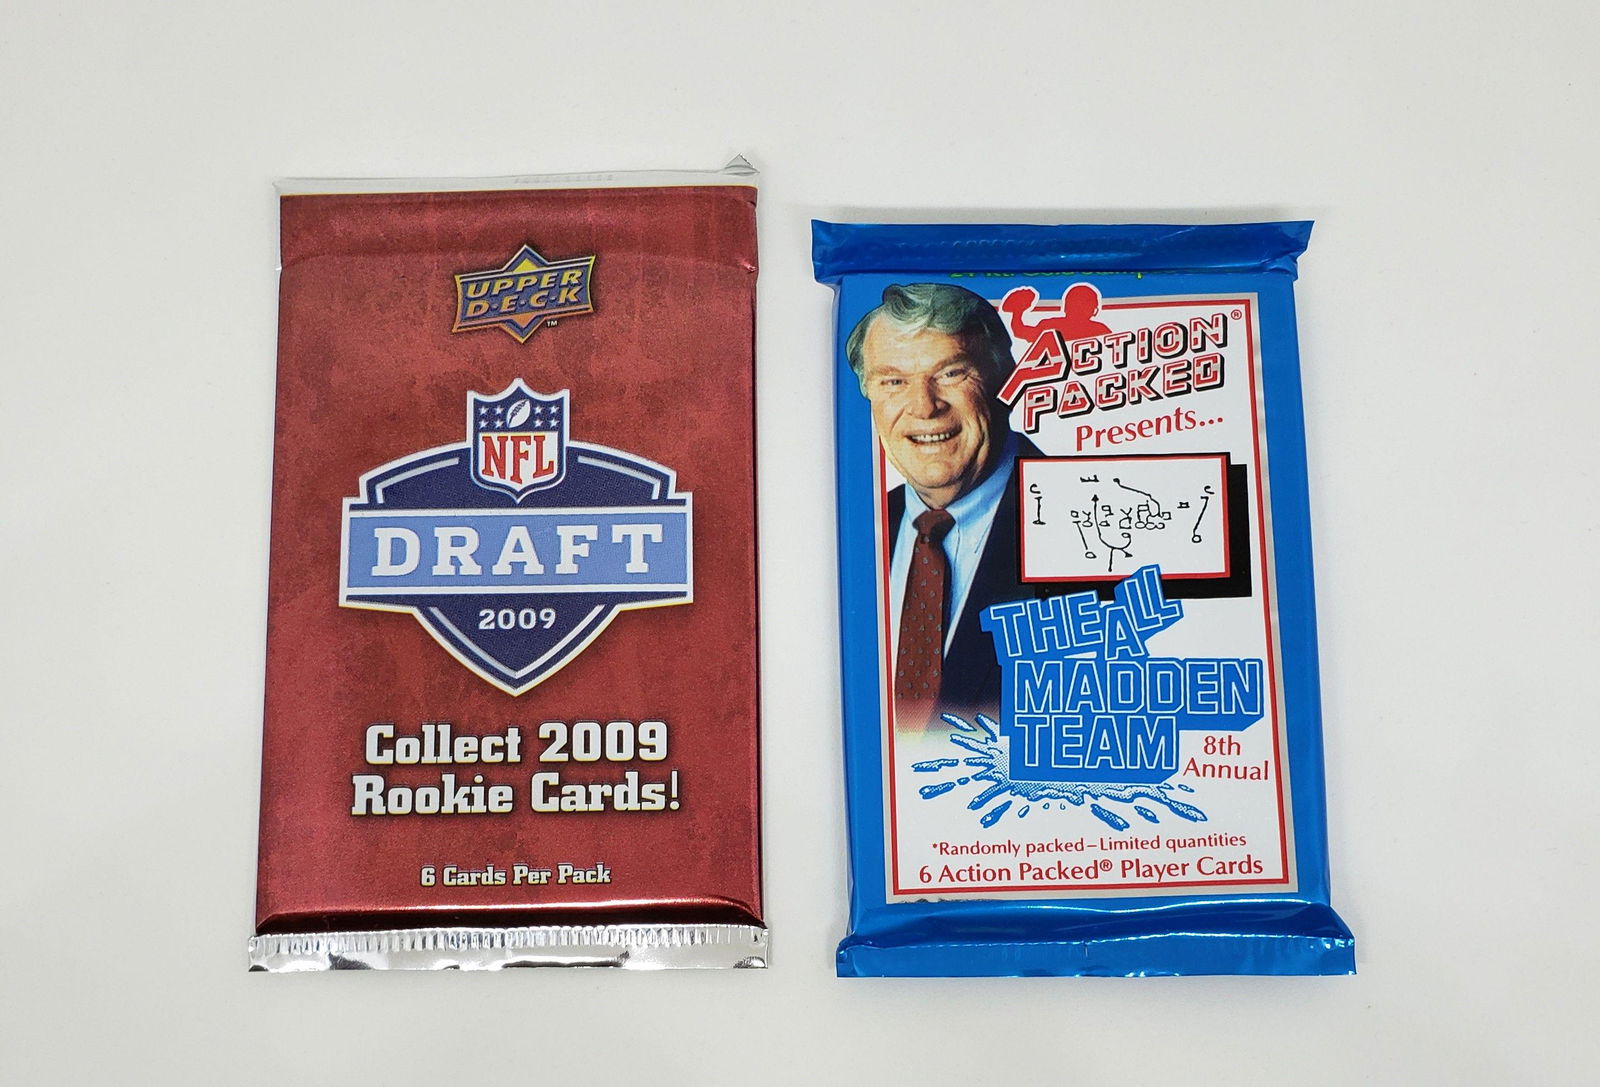 UPPER
D·E·C·K
TM
NFL
DRAFT
2009
Collect 2009
Rookie Cards!
6 Cards Per Pack
ACTION
PACKED®
Presents...
THE ALL
MADDEN
TEAM
8th
Annual
*Randomly packed–Limited quantities
6 Action Packed® Player Cards